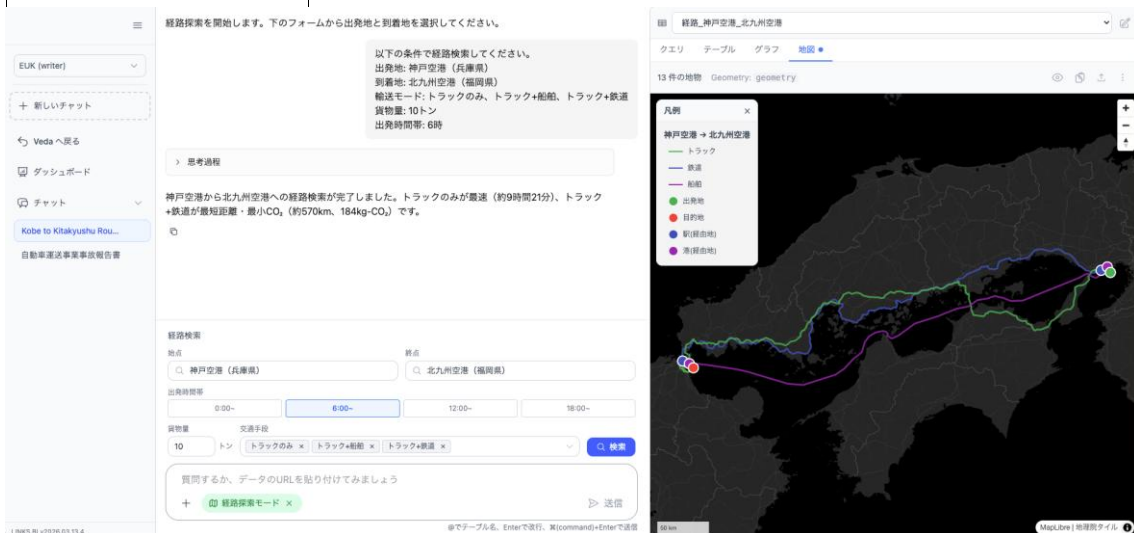 EUK (writer)
+ 新しいチャット
Veda へ戻る
ダッシュボード
チャット
Kobe to Kitakyushu Rou...
自動車運送事業事故報告書
LINKS BI v2026.03.13.4
経路探索を開始します。下のフォームから出発地と到着地を選択してください。
以下の条件で経路検索してください。
出発地: 神戸空港（兵庫県）
到着地: 北九州空港（福岡県）
輸送モード: トラックのみ、トラック+船舶、トラック+鉄道
貨物量: 10トン
出発時間帯: 6時
思考過程
神戸空港から北九州空港への経路検索が完了しました。トラックのみが最速（約9時間21分）、トラック
+鉄道が最短距離・最小CO₂（約570km、184kg-CO₂）です。
経路検索
始点
終点
神戸空港（兵庫県）
北九州空港（福岡県）
出発時間帯
0:00~
6:00~
12:00~
18:00~
貨物量
交通手段
10
トン
トラックのみ ×
トラック+船舶 ×
トラック+鉄道 ×
検索
質問するか、データのURLを貼り付けてみましょう
+
経路探索モード ×
送信
@でテーブル名、Enterで改行、⌘(command)+Enterで送信
経路_神戸空港_北九州空港
クエリ
テーブル
グラフ
地図
13 件の地物 Geometry: geometry
凡例 ×
神戸空港 → 北九州空港
トラック
鉄道
船舶
出発地
目的地
駅(経由地)
港(経由地)
50 km
MapLibre | 地理院タイル